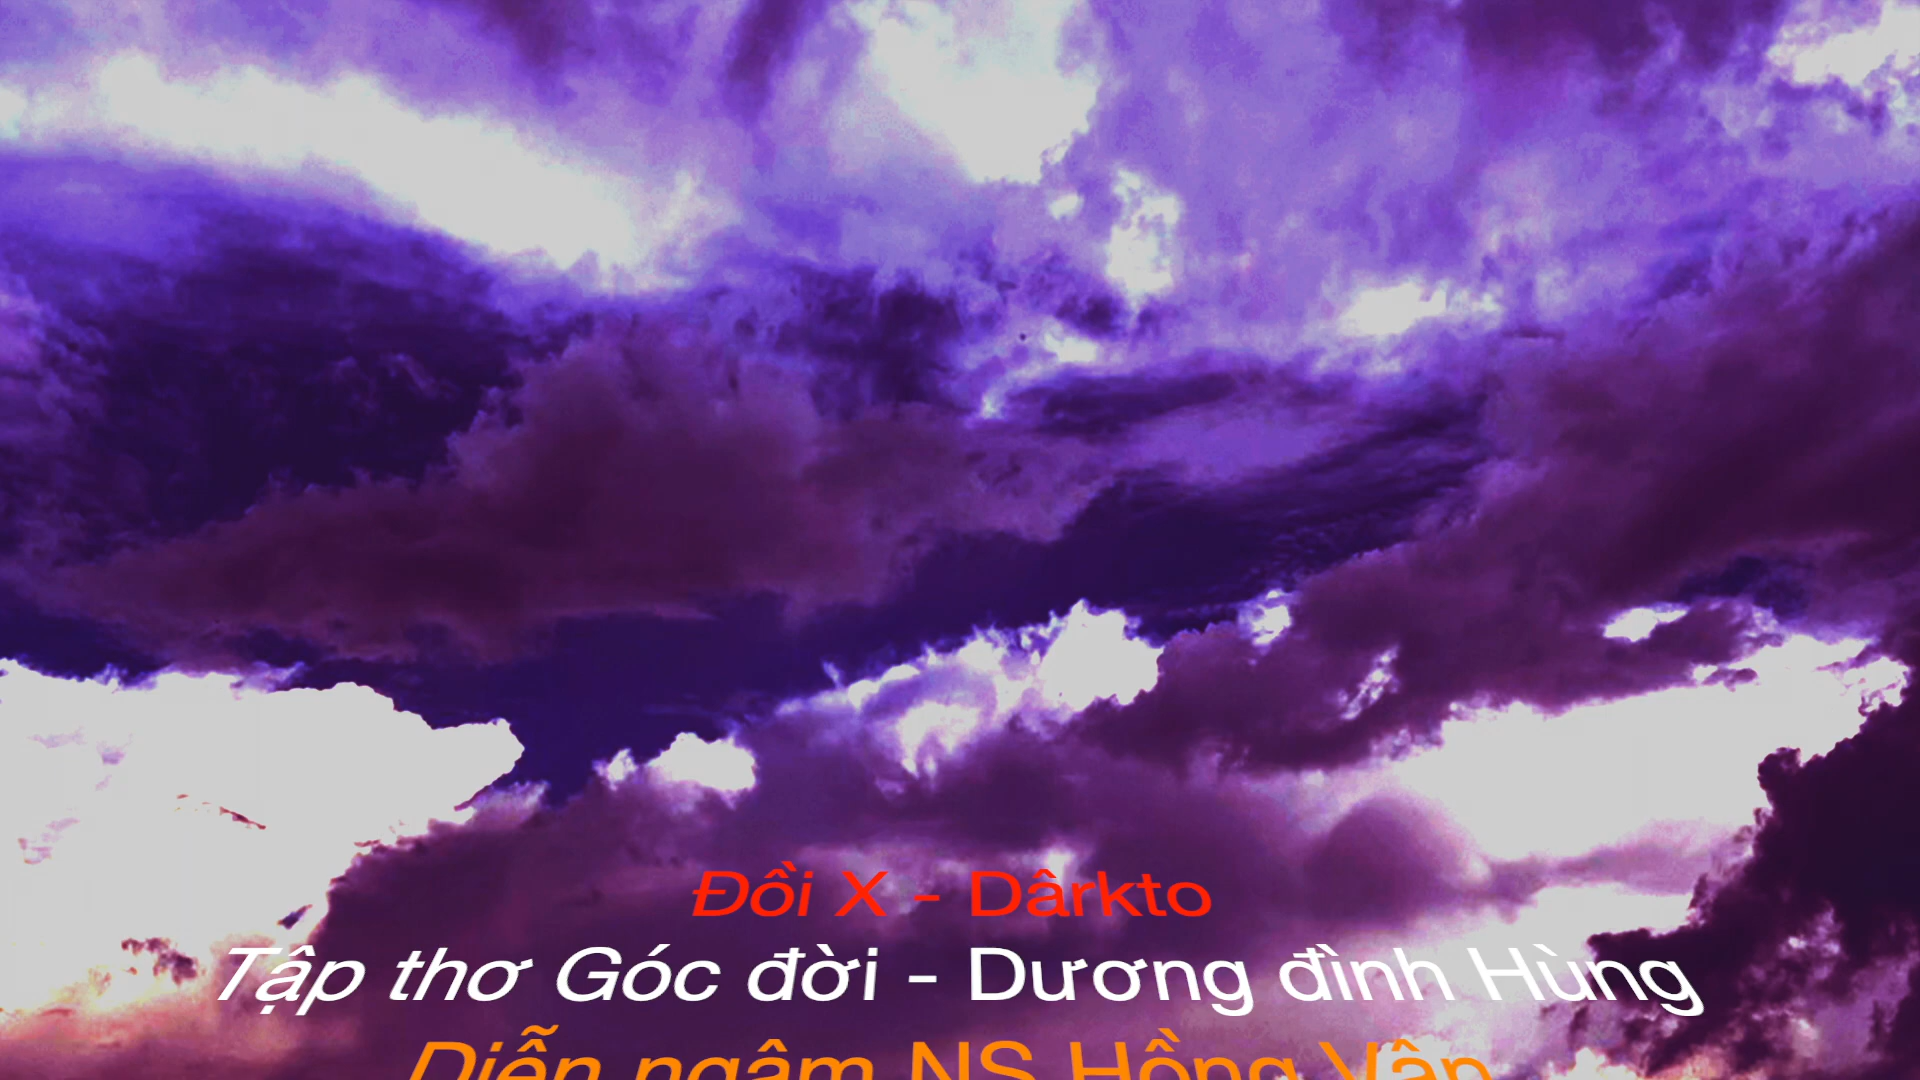 Đồi X - Dârkto
Tập thơ Góc đời - Dương đình Hùng
Diễn ngâm NS Hồng Vân